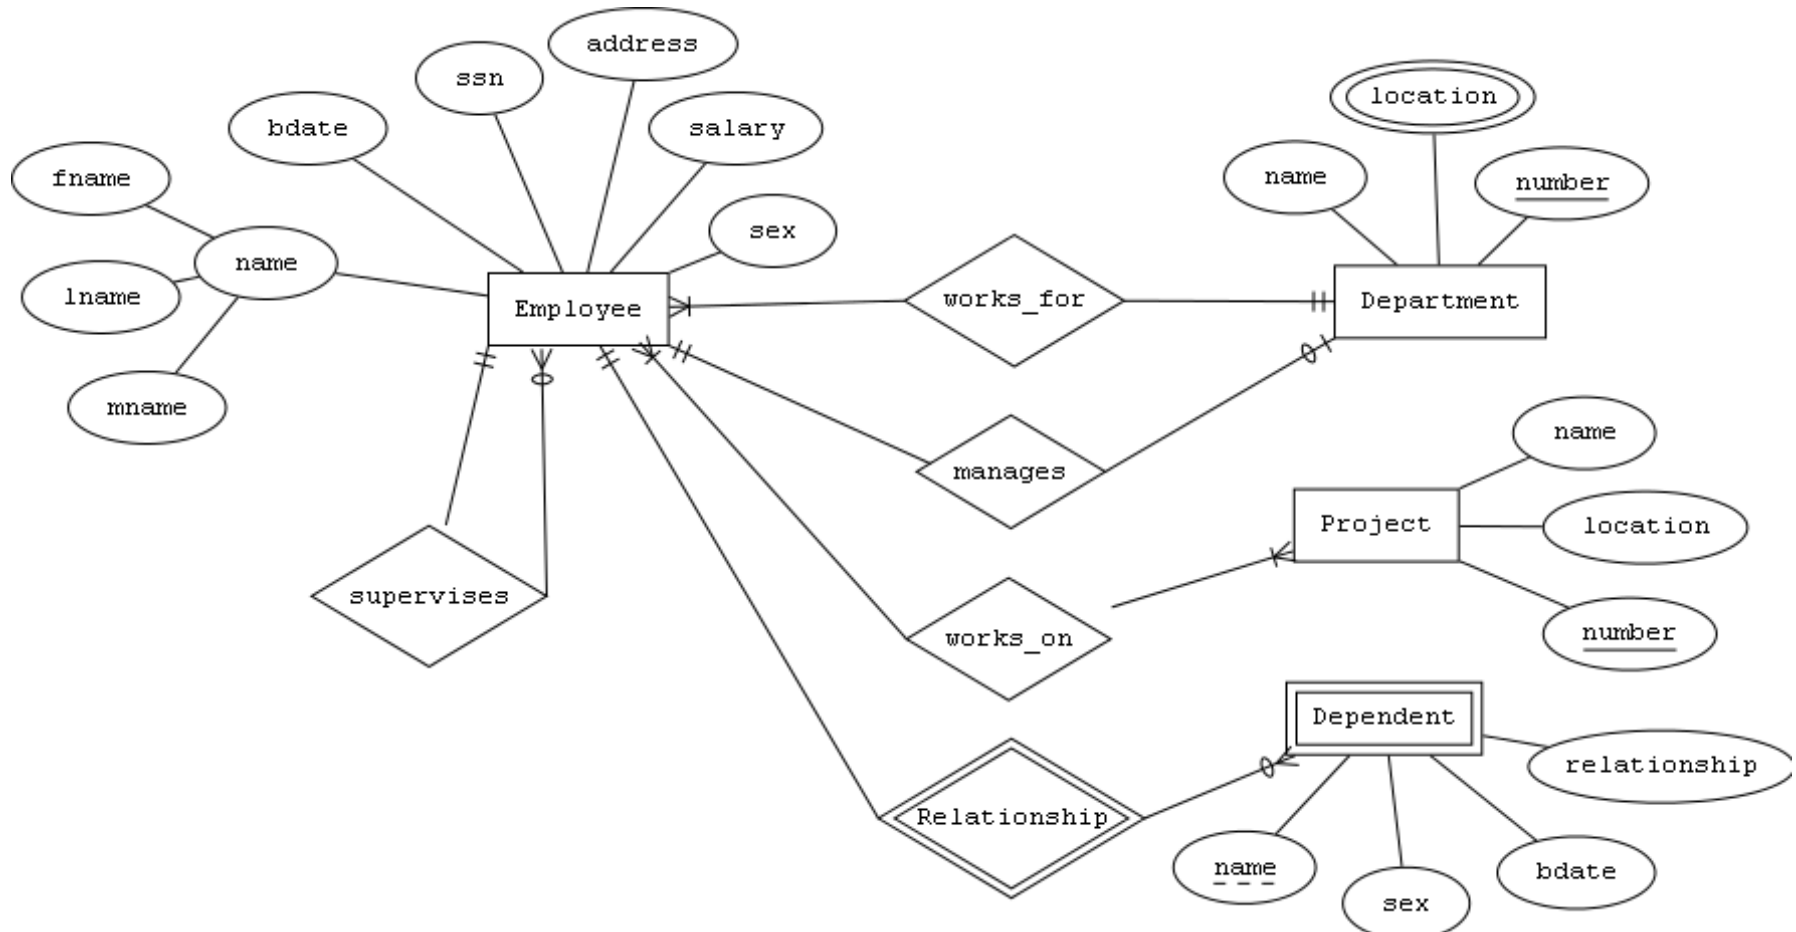 address
ssn
location
bdate
salary
fname
name
number
sex
name
lname
works_for
Department
Employee
mname
name
manages
Project
location
supervises
works_on
number
Dependent
relationship
Relationship
name
bdate
sex